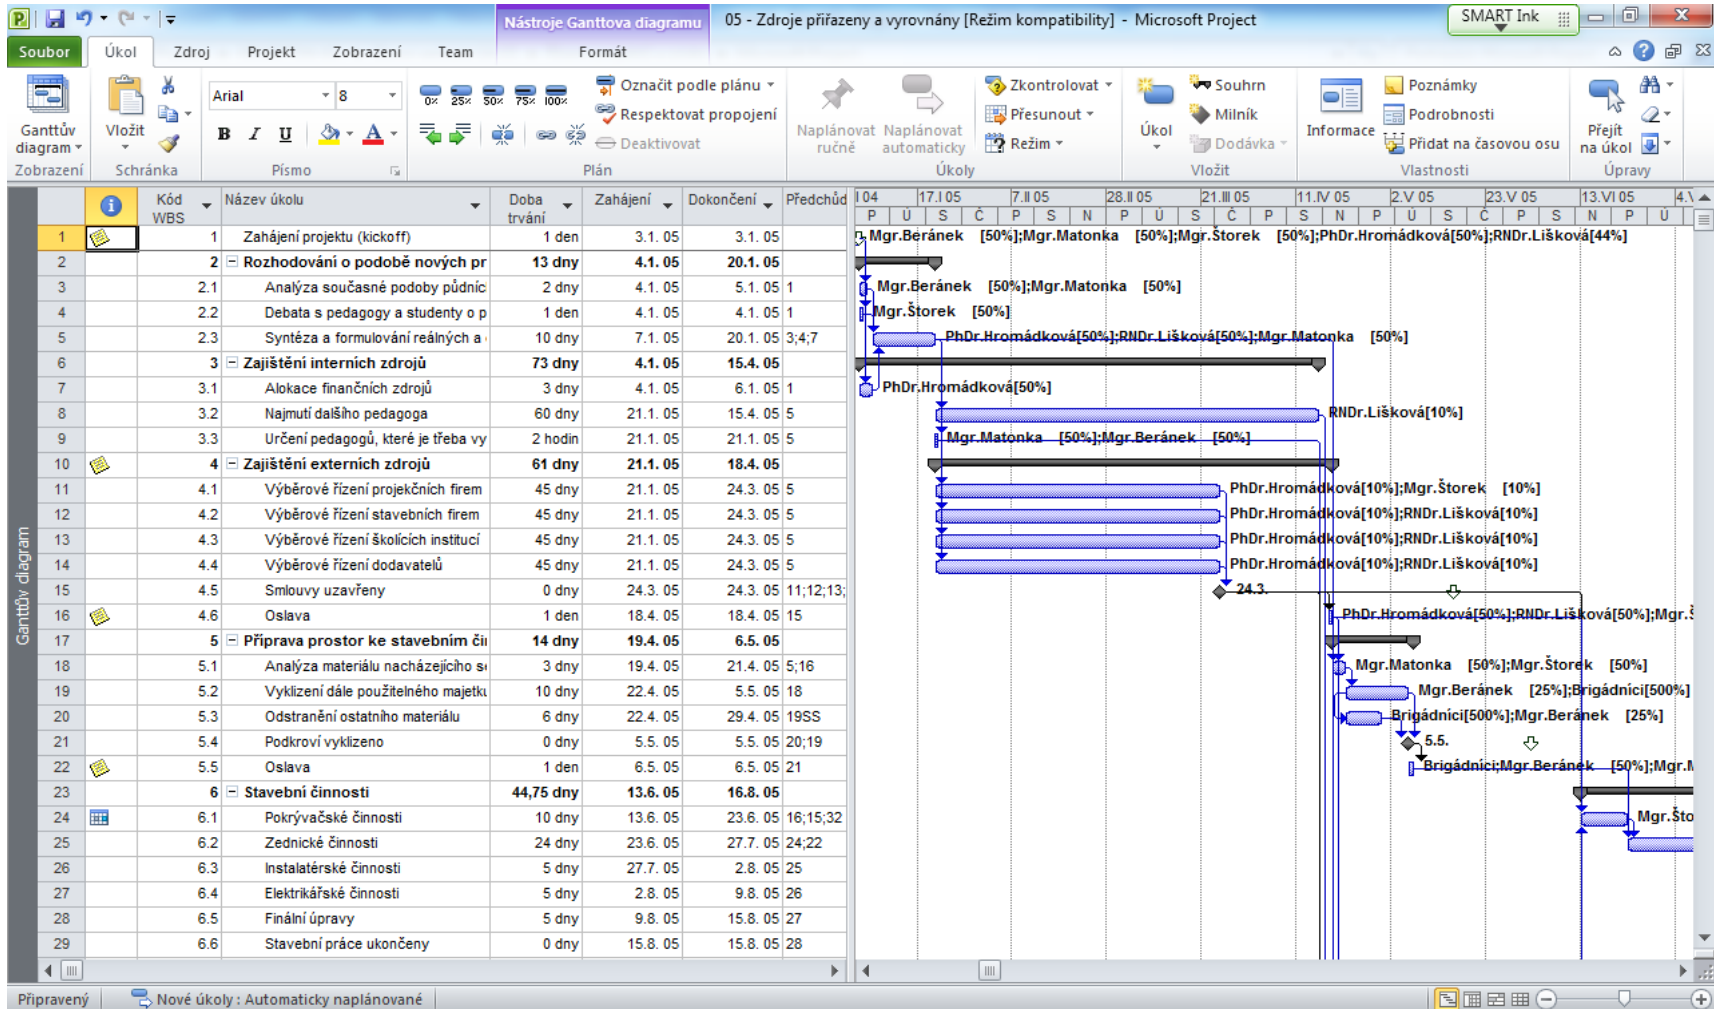 Nástroje Ganttova diagramu
05 - Zdroje přiřazeny a vyrovnány [Režim kompatibility] - Microsoft Project
SMART Ink
Soubor Úkol Zdroj Projekt Zobrazení Team Formát
Ganttův diagram
Zobrazení
Vložit
Schránka
Arial 8
B I U A
Písmo
0% 25% 50% 75% 100%
Označit podle plánu
Respektovat propojení
Deaktivovat
Plán
Naplánovat ručně
Naplánovat automaticky
Zkontrolovat
Přesunout
Režim
Úkoly
Úkol
Souhrn
Milník
Dodávka
Vložit
Informace
Poznámky
Podrobnosti
Přidat na časovou osu
Vlastnosti
Přejít na úkol
Úpravy
Kód WBS Název úkolu Doba trvání Zahájení Dokončení Předchůd
1 1 Zahájení projektu (kickoff) 1 den 3.1. 05 3.1. 05
2 2 Rozhodování o podobě nových pr 13 dny 4.1. 05 20.1. 05
3 2.1 Analýza současné podoby půdníc 2 dny 4.1. 05 5.1. 05 1
4 2.2 Debata s pedagogy a studenty o p 1 den 4.1. 05 4.1. 05 1
5 2.3 Syntéza a formulování reálných a 10 dny 7.1. 05 20.1. 05 3;4;7
6 3 Zajištění interních zdrojů 73 dny 4.1. 05 15.4. 05
7 3.1 Alokace finančních zdrojů 3 dny 4.1. 05 6.1. 05 1
8 3.2 Najmutí dalšího pedagoga 60 dny 21.1. 05 15.4. 05 5
9 3.3 Určení pedagogů, které je třeba vy 2 hodin 21.1. 05 21.1. 05 5
10 4 Zajištění externích zdrojů 61 dny 21.1. 05 18.4. 05
11 4.1 Výběrové řízení projekčních firem 45 dny 21.1. 05 24.3. 05 5
12 4.2 Výběrové řízení stavebních firem 45 dny 21.1. 05 24.3. 05 5
13 4.3 Výběrové řízení školících institucí 45 dny 21.1. 05 24.3. 05 5
14 4.4 Výběrové řízení dodavatelů 45 dny 21.1. 05 24.3. 05 5
15 4.5 Smlouvy uzavřeny 0 dny 24.3. 05 24.3. 05 11;12;13;
16 4.6 Oslava 1 den 18.4. 05 18.4. 05 15
17 5 Příprava prostor ke stavebním či 14 dny 19.4. 05 6.5. 05
18 5.1 Analýza materiálu nacházejícího se 3 dny 19.4. 05 21.4. 05 5;16
19 5.2 Vyklizení dále použitelného majetku 10 dny 22.4. 05 5.5. 05 18
20 5.3 Odstranění ostatního materiálu 6 dny 22.4. 05 29.4. 05 19SS
21 5.4 Podkroví vyklizeno 0 dny 5.5. 05 5.5. 05 20;19
22 5.5 Oslava 1 den 6.5. 05 6.5. 05 21
23 6 Stavební činnosti 44,75 dny 13.6. 05 16.8. 05
24 6.1 Pokrývačské činnosti 10 dny 13.6. 05 23.6. 05 16;15;32
25 6.2 Zednické činnosti 24 dny 23.6. 05 27.7. 05 24;22
26 6.3 Instalatérské činnosti 5 dny 27.7. 05 2.8. 05 25
27 6.4 Elektrikářské činnosti 5 dny 2.8. 05 9.8. 05 26
28 6.5 Finální úpravy 5 dny 9.8. 05 15.8. 05 27
29 6.6 Stavební práce ukončeny 0 dny 15.8. 05 15.8. 05 28
Ganttův diagram
I 04 17.I 05 7.II 05 28.II 05 21.III 05 11.IV 05 2.V 05 23.V 05 13.VI 05 4.V
P Ú S Č P S N P Ú S Č P S N P Ú S Č P S N P Ú
Mgr.Beránek [50%];Mgr.Matonka [50%];Mgr.Štorek [50%];PhDr.Hromádková[50%];RNDr.Lišková[44%]
Mgr.Beránek [50%];Mgr.Matonka [50%]
Mgr.Štorek [50%]
PhDr.Hromádková[50%];RNDr.Lišková[50%];Mgr.Matonka [50%]
PhDr.Hromádková[50%]
RNDr.Lišková[10%]
Mgr.Matonka [50%];Mgr.Beránek [50%]
PhDr.Hromádková[10%];Mgr.Štorek [10%]
PhDr.Hromádková[10%];RNDr.Lišková[10%]
PhDr.Hromádková[10%];RNDr.Lišková[10%]
PhDr.Hromádková[10%];RNDr.Lišková[10%]
24.3.
PhDr.Hromádková[50%];RNDr.Lišková[50%];Mgr.Š
Mgr.Matonka [50%];Mgr.Štorek [50%]
Mgr.Beránek [25%];Brigádníci[500%]
Brigádníci[500%];Mgr.Beránek [25%]
5.5.
Brigádníci;Mgr.Beránek [50%];Mgr.M
Mgr.Što
Připravený Nové úkoly : Automaticky naplánované